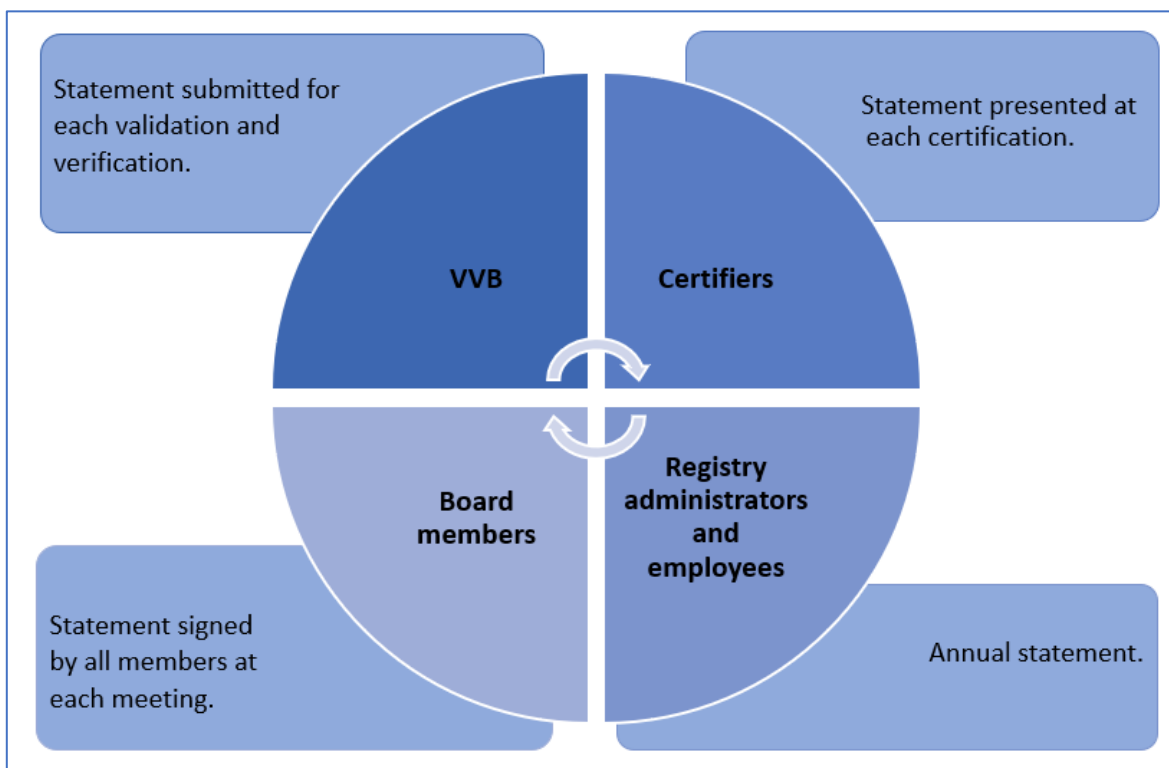 Statement submitted for
each validation and
verification.
Statement presented at
each certification.
VVB
Certifiers
Board
members
Registry
administrators
and
employees
Statement signed
by all members at
each meeting.
Annual statement.